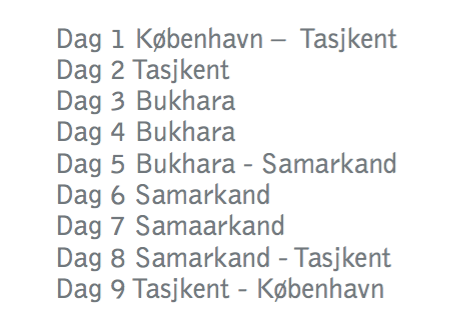 Dag 1 København – Tasjkent
Dag 2 Tasjkent
Dag 3 Bukhara
Dag 4 Bukhara
Dag 5 Bukhara - Samarkand
Dag 6 Samarkand
Dag 7 Samaarkand
Dag 8 Samarkand - Tasjkent
Dag 9 Tasjkent - København